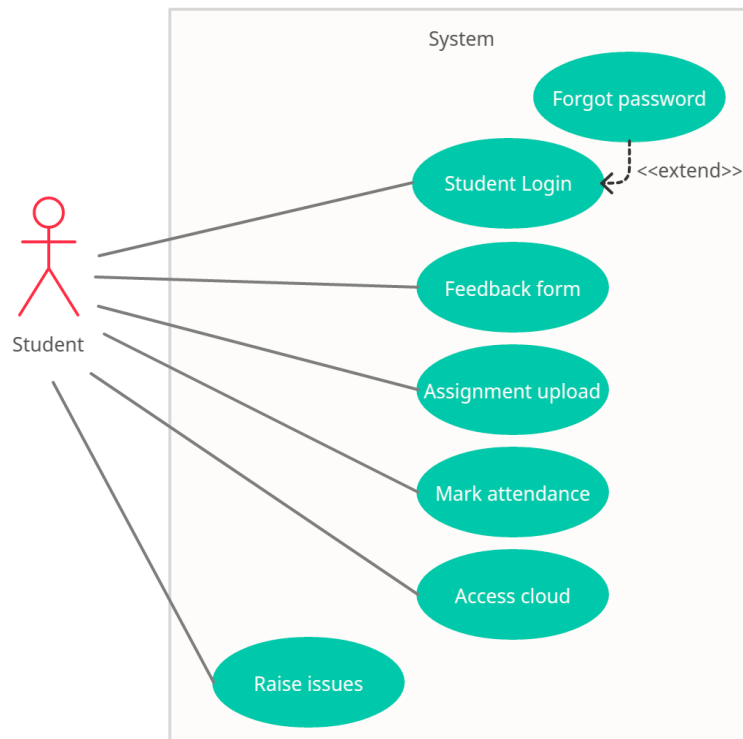 System
Forgot password
<<extend>>
Student Login
Feedback form
Student
Assignment upload
Mark attendance
Access cloud
Raise issues